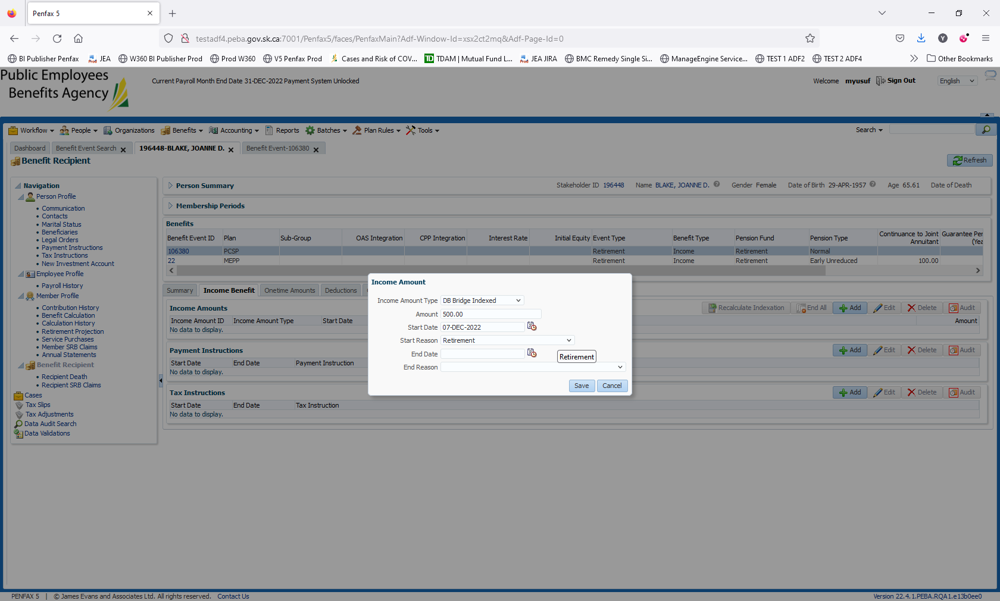 Penfax 5
testadf4.peba.gov.sk.ca:7001/Penfax5/faces/PenfaxMain?Adf-Window-Id=xsx2ct2mq&Adf-Page-Id=0
BI Publisher Penfax JEA W360 BI Publisher Prod Prod W360 V5 Penfax Prod Cases and Risk of COV... TDAM | Mutual Fund L... JEA JIRA BMC Remedy Single Si... ManageEngine Service... TEST 1 ADF2 TEST 2 ADF4 Other Bookmarks
Public Employees
Benefits Agency
Current Payroll Month End Date 31-DEC-2022 Payment System Unlocked
Welcome myusuf Sign Out English
Workflow People Organizations Benefits Accounting Reports Batches Plan Rules Tools Search
Dashboard Benefit Event Search 196448-BLAKE, JOANNE D. Benefit Event-106380
Benefit Recipient
Refresh
Navigation
Person Profile
Communication
Contacts
Marital Status
Beneficiaries
Legal Orders
Payment Instructions
Tax Instructions
New Investment Account
Employee Profile
Payroll History
Member Profile
Contribution History
Benefit Calculation
Calculation History
Retirement Projection
Service Purchases
Member SRB Claims
Annual Statements
Benefit Recipient
Recipient Death
Recipient SRB Claims
Cases
Tax Slips
Tax Adjustments
Data Audit Search
Data Validations
Person Summary Stakeholder ID 196448 Name BLAKE, JOANNE D. Gender Female Date of Birth 29-APR-1957 Age 65.61 Date of Death
Membership Periods
Benefits
Benefit Event ID Plan Sub-Group OAS Integration CPP Integration Interest Rate Initial Equity Event Type Benefit Type Pension Fund Pension Type Continuance to Joint Annuitant Guarantee Per (Yea
106380 PCSP Retirement Income Retirement Normal
22 MEPP Retirement Income Retirement Early Unreduced 100.00
Summary Income Benefit Onetime Amounts Deductions
Income Amounts Recalculate Indexation End All Add Edit Delete Audit
Income Amount ID Income Amount Type Start Date Amount
No data to display.
Payment Instructions Add Edit Delete Audit
Start Date End Date Payment Instruction
No data to display.
Tax Instructions Add Edit Delete Audit
Start Date End Date Tax Instruction
No data to display.
Income Amount
Income Amount Type DB Bridge Indexed
Amount 500.00
Start Date 07-DEC-2022
Start Reason Retirement
End Date
Retirement
End Reason
Save Cancel
PENFAX 5 | © James Evans and Associates Ltd. All rights reserved. Contact Us
Version 22.4.1.PEBA.RQA1.e13b0ee0